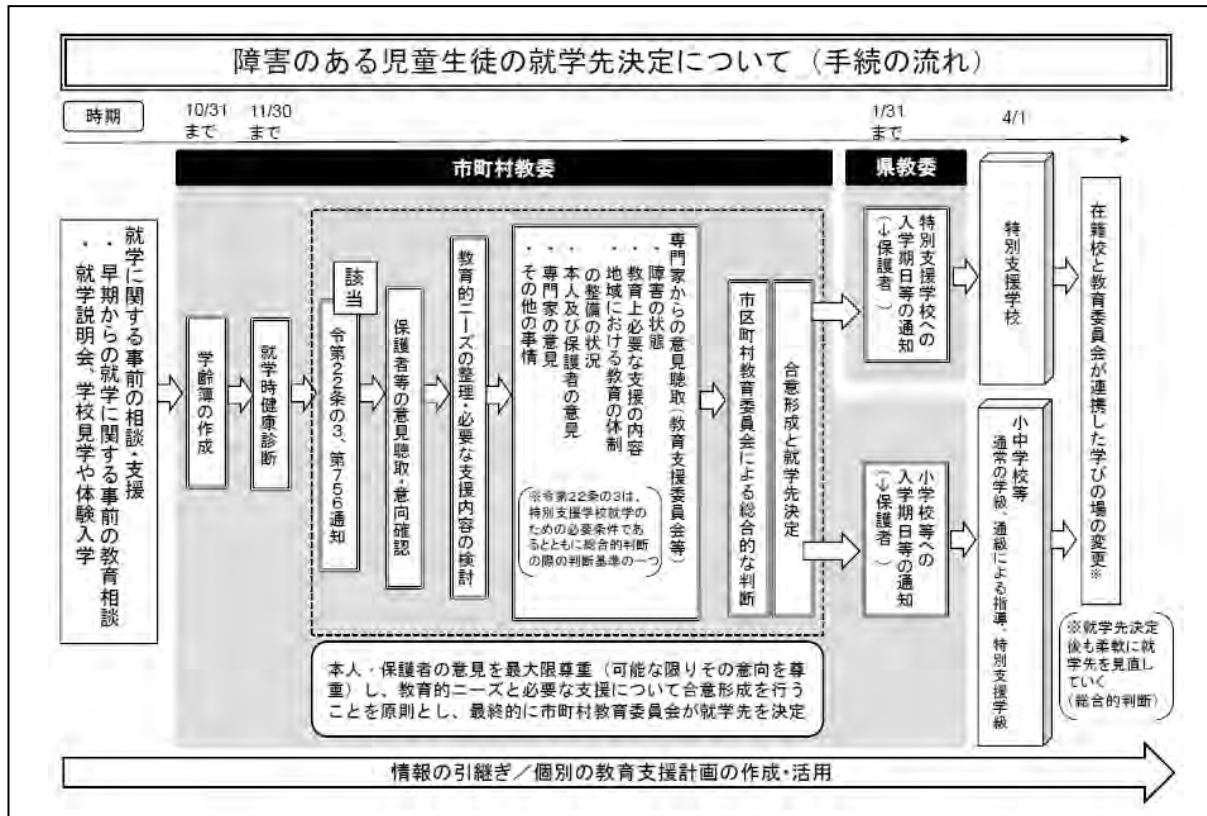 障害のある児童生徒の就学先決定について（手続の流れ）
時期
10/31
まで
11/30
まで
1/31
まで
4/1
市町村教委
県教委
就学に関する事前の相談・支援
・早期からの就学に関する事前の教育相談
・就学説明会、学校見学や体験入学
学齢簿の作成
就学時健康診断
該当
令第22条の3、第756通知
保護者等の意見聴取・意向確認
教育的ニーズの整理・必要な支援内容の検討
専門家からの意見聴取（教育支援委員会等）
・障害の状態
・教育上必要な支援の内容
・地域における教育の体制
の整備の状況
・本人及び保護者の意見
・専門家の意見
・その他の事情
※令第22条の3は、
特別支援学校就学の
ための必要条件であ
るとともに総合的判断
の際の判断基準の一つ
市区町村教育委員会による総合的な判断
合意形成と就学先決定
特別支援学校への
入学期日等の通知
（→保護者）
小学校等への
入学期日等の通知
（→保護者）
特別支援学校
小中学校等
通常の学級、通級による指導、特別支援学級
在籍校と教育委員会が連携した学びの場の変更※
※就学先決定
後も柔軟に就
学先を見直し
ていく
（総合的判断）
本人・保護者の意見を最大限尊重（可能な限りその意向を尊
重）し、教育的ニーズと必要な支援について合意形成を行う
ことを原則とし、最終的に市町村教育委員会が就学先を決定
情報の引継ぎ／個別の教育支援計画の作成・活用